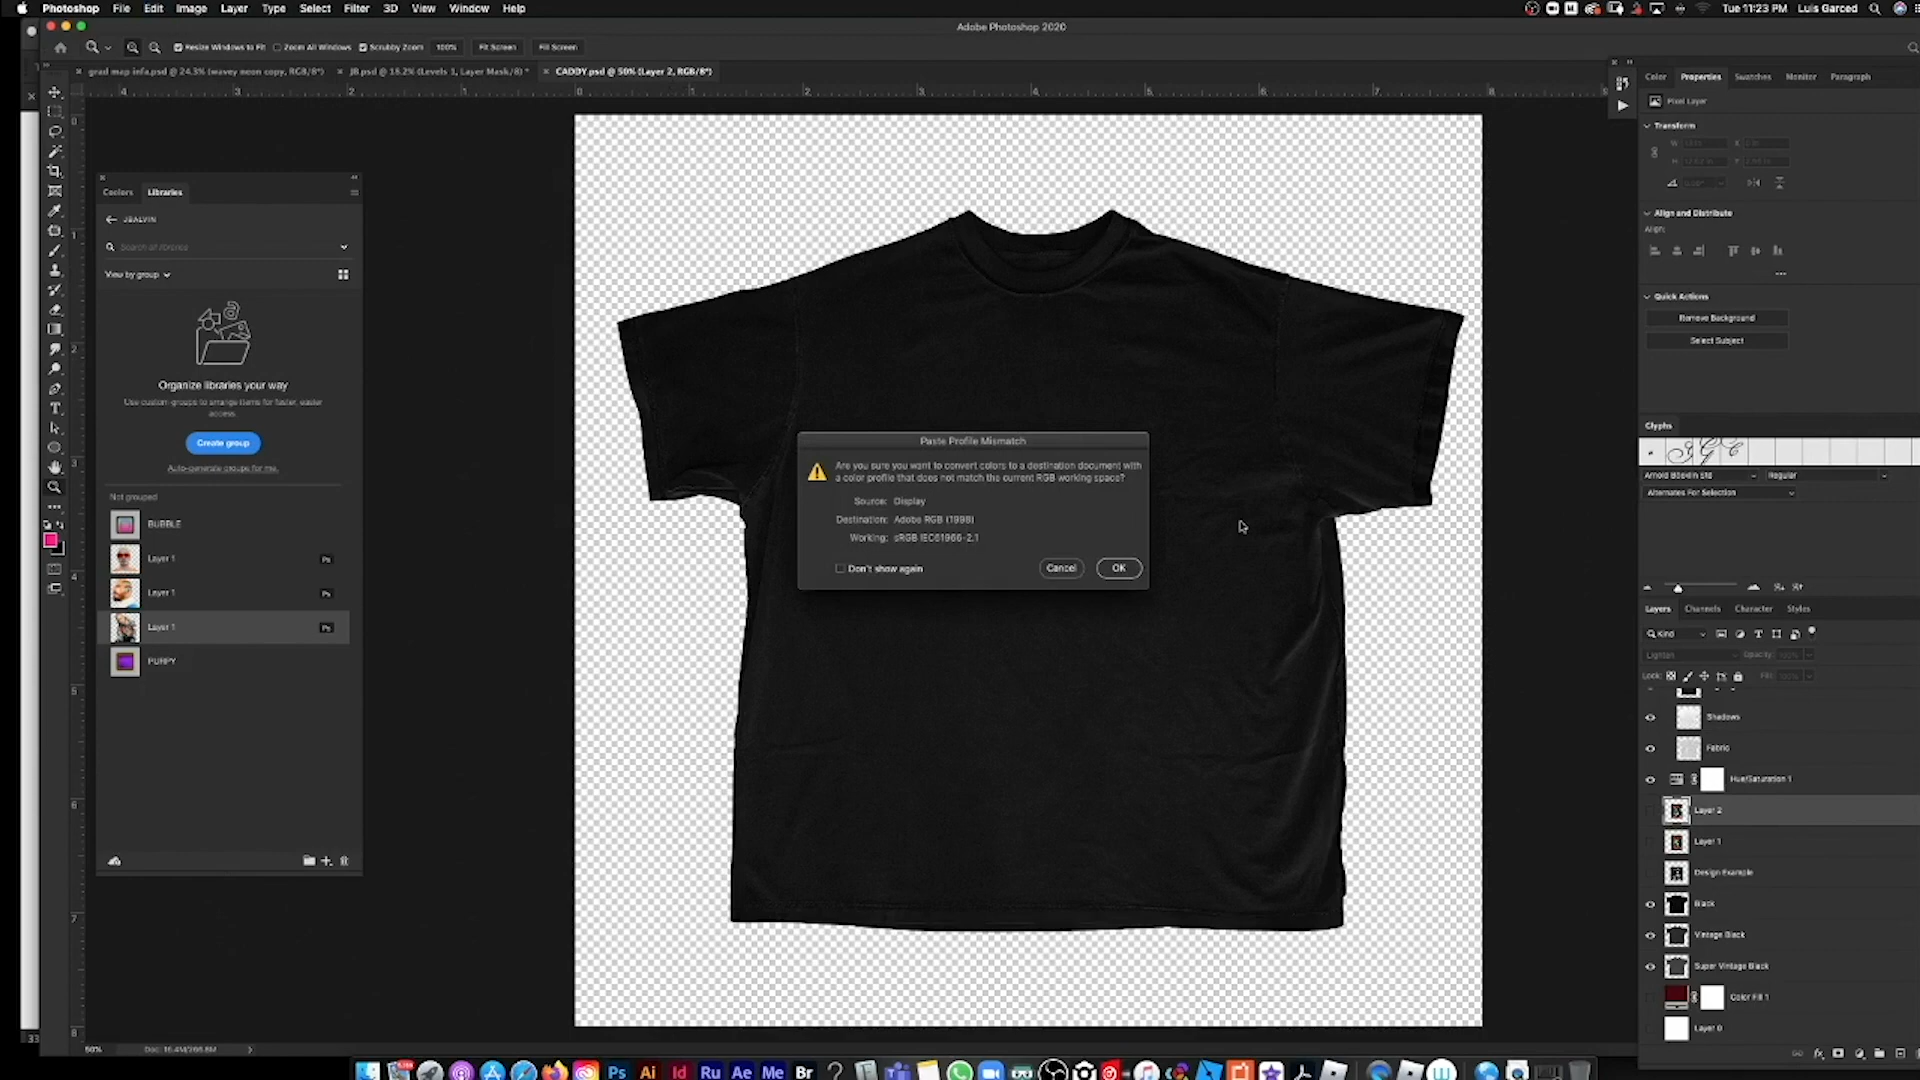 Photoshop File Edit Image Layer Type Select Filter 3D View Window Help
Tue 11:23 PM Luis Garced
Adobe Photoshop 2020
Resize Windows to Fit Zoom All Windows Scrubby Zoom 100% Fit Screen Fill Screen
grad map infa.psd @ 24.3% (wavey neon copy, RGB/8*)
JB.psd @ 18.2% (Levels 1, Layer Mask/8) *
CADDY.psd @ 50% (Layer 2, RGB/8*)
Coolors Libraries
JBALVIN
Search all libraries
View by group
Organize libraries your way
Use custom groups to arrange items for faster, easier
access.
Create group
Auto-generate groups for me.
Not grouped
BUBBLE
Layer 1
Layer 1
Layer 1
PURPY
Paste Profile Mismatch
Are you sure you want to convert colors to a destination document with
a color profile that does not match the current RGB working space?
Source: Display
Destination: Adobe RGB (1998)
Working: sRGB IEC61966-2.1
Don't show again
Cancel OK
Color Properties Swatches Monitor Paragraph
Pixel Layer
Transform
Align and Distribute
Align:
Quick Actions
Remove Background
Select Subject
Glyphs
Regular
Alternates For Selection
Layers Channels Character Styles
Kind
Lighten Opacity: 100%
Lock: Fill: 100%
Shadows
Fabric
Hue/Saturation 1
Layer 2
Layer 1
Design Example
Black
Vintage Black
Super Vintage Black
Color Fill 1
Layer 0
50% Doc: 16.4M/266.8M
Ps Ai Id Ru Ae Me Br